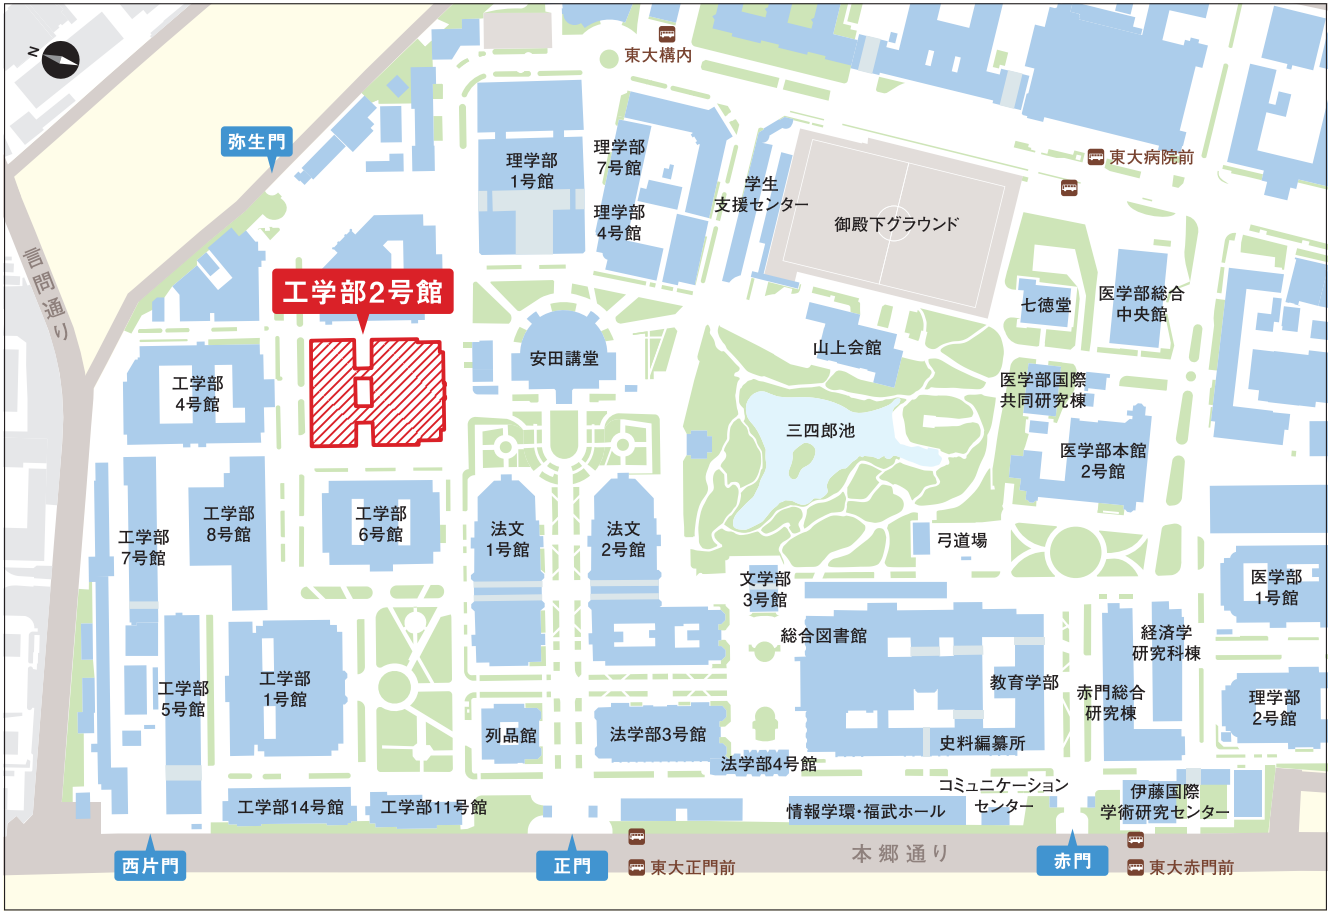 N
東大構内
弥生門
理学部
1号館
理学部
7号館
理学部
4号館
学生
支援センター
御殿下グラウンド
東大病院前
言問通り
工学部2号館
七徳堂
医学部総合
中央館
工学部
4号館
安田講堂
山上会館
医学部国際
共同研究棟
三四郎池
医学部本館
2号館
工学部
7号館
工学部
8号館
工学部
6号館
法文
1号館
法文
2号館
弓道場
文学部
3号館
医学部
1号館
総合図書館
経済学
研究科棟
工学部
5号館
工学部
1号館
教育学部
赤門総合
研究棟
理学部
2号館
列品館
法学部3号館
史料編纂所
法学部4号館
工学部14号館
工学部11号館
情報学環・福武ホール
コミュニケーション
センター
伊藤国際
学術研究センター
西片門
正門
東大正門前
本郷通り
赤門
東大赤門前